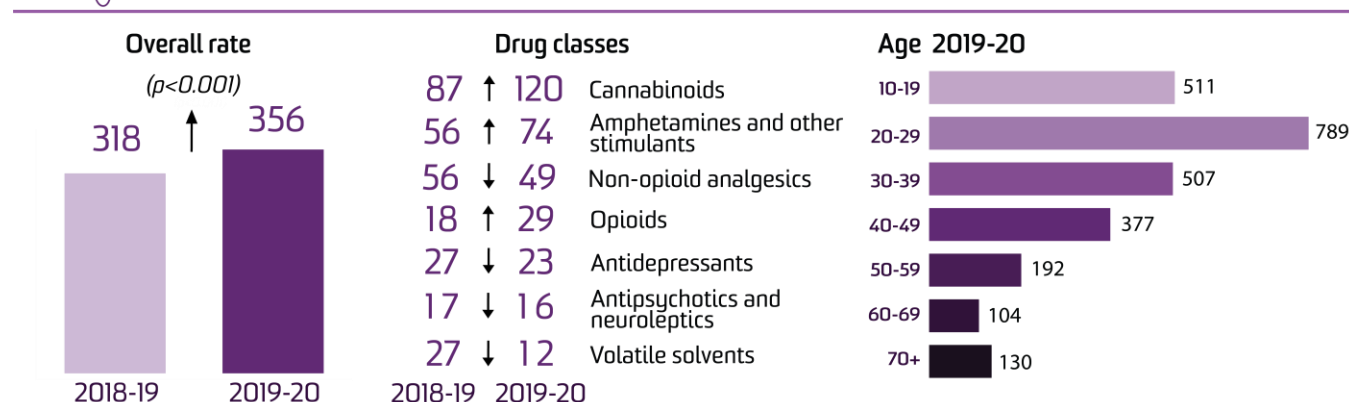 Overall rate
(p<0.001)
318
356
2018-19
2019-20
Drug classes
87 ↑ 120 Cannabinoids
56 ↑ 74 Amphetamines and other
stimulants
56 ↓ 49 Non-opioid analgesics
18 ↑ 29 Opioids
27 ↓ 23 Antidepressants
17 ↓ 16 Antipsychotics and
neuroleptics
27 ↓ 12 Volatile solvents
2018-19 2019-20
Age 2019-20
10-19 511
20-29 789
30-39 507
40-49 377
50-59 192
60-69 104
70+ 130